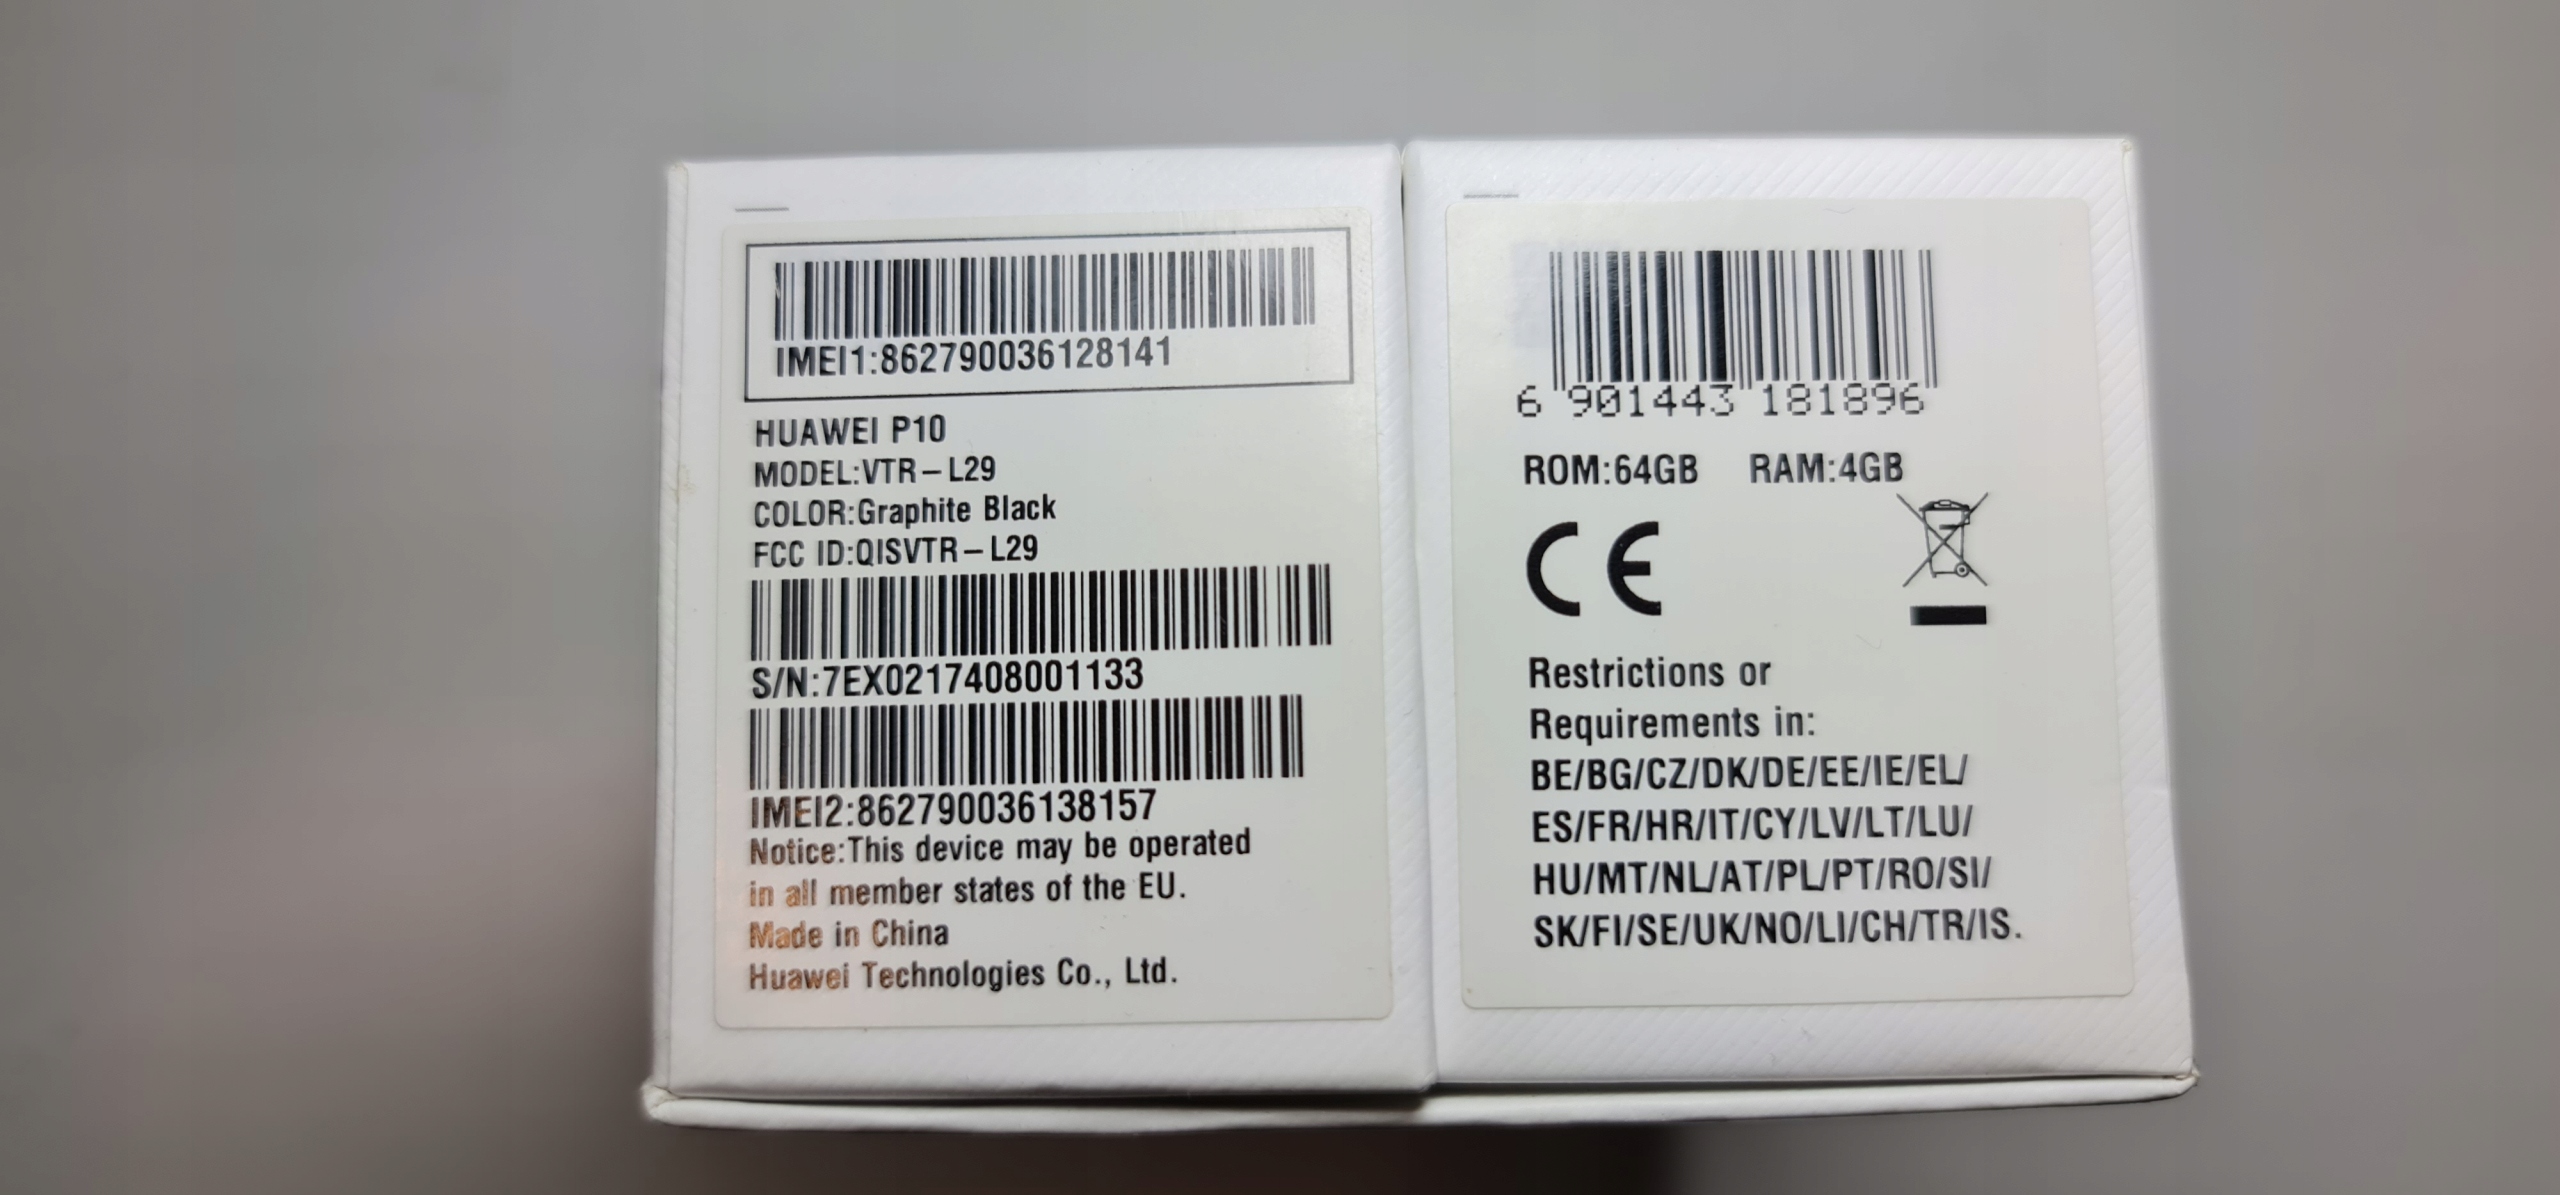 IMEI1:862790036128141
HUAWEI P10
MODEL:VTR-L29
COLOR:Graphite Black
FCC ID:QISVTR-L29
S/N:7EX0217408001133
IMEI2:862790036138157
Notice:This device may be operated
in all member states of the EU.
Made in China
Huawei Technologies Co., Ltd.
6 901443 181896
ROM:64GB RAM:4GB
CE
Restrictions or
Requirements in:
BE/BG/CZ/DK/DE/EE/IE/EL/
ES/FR/HR/IT/CY/LV/LT/LU/
HU/MT/NL/AT/PL/PT/RO/SI/
SK/FI/SE/UK/NO/LI/CH/TR/IS.